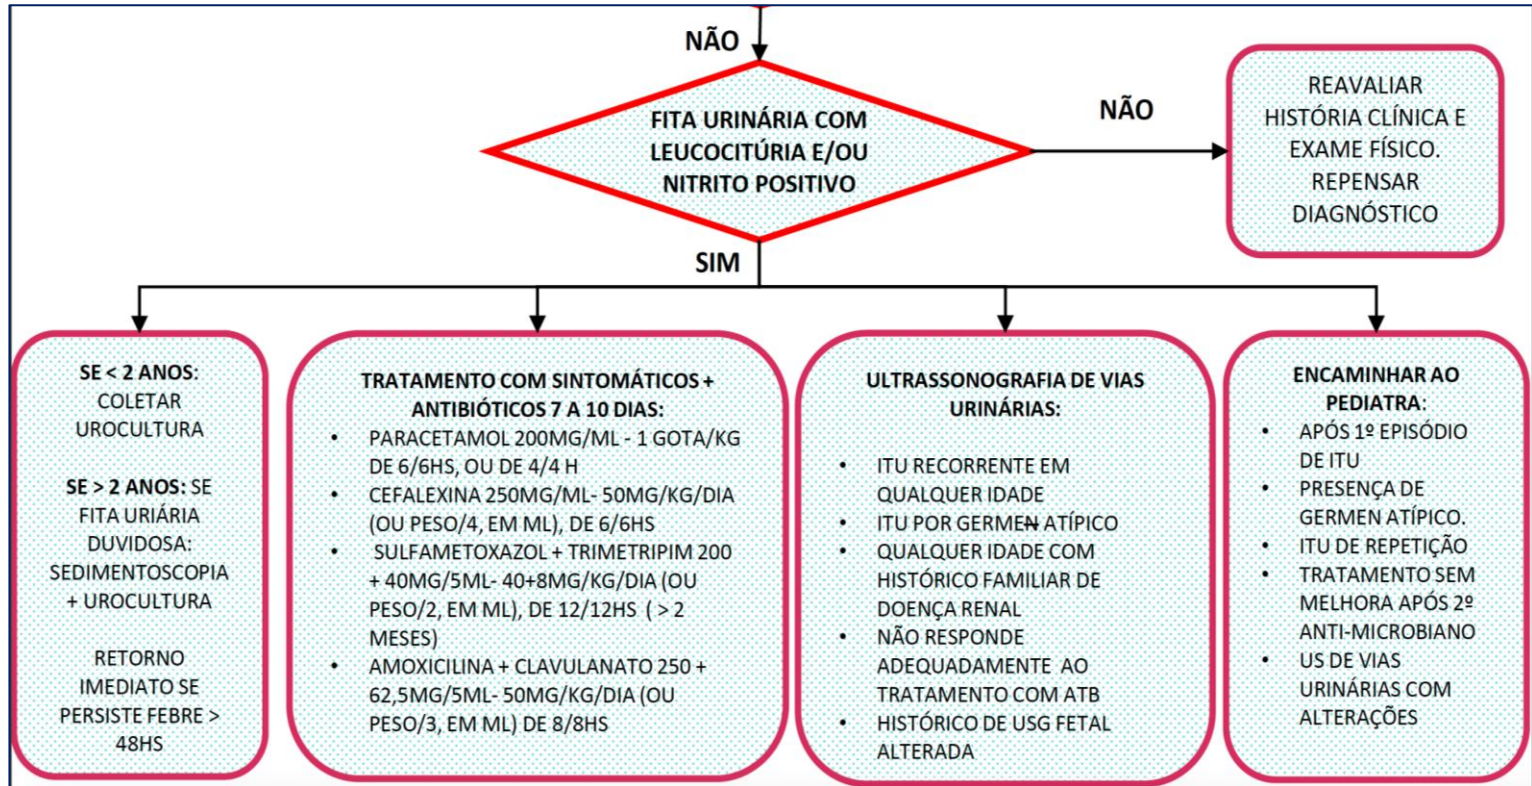 NÃO
FITA URINÁRIA COM
LEUCOCITÚRIA E/OU
NITRITO POSITIVO
NÃO
REAVALIAR
HISTÓRIA CLÍNICA E
EXAME FÍSICO.
REPENSAR
DIAGNÓSTICO
SIM
SE < 2 ANOS:
COLETAR
UROCULTURA
SE > 2 ANOS: SE
FITA URIÁRIA
DUVIDOSA:
SEDIMENTOSCOPIA
+ UROCULTURA
RETORNO
IMEDIATO SE
PERSISTE FEBRE >
48HS
TRATAMENTO COM SINTOMÁTICOS +
ANTIBIÓTICOS 7 A 10 DIAS:
• PARACETAMOL 200MG/ML - 1 GOTA/KG
DE 6/6HS, OU DE 4/4 H
• CEFALEXINA 250MG/ML- 50MG/KG/DIA
(OU PESO/4, EM ML), DE 6/6HS
• SULFAMETOXAZOL + TRIMETRIPIM 200
+ 40MG/5ML- 40+8MG/KG/DIA (OU
PESO/2, EM ML), DE 12/12HS ( > 2
MESES)
• AMOXICILINA + CLAVULANATO 250 +
62,5MG/5ML- 50MG/KG/DIA (OU
PESO/3, EM ML) DE 8/8HS
ULTRASSONOGRAFIA DE VIAS
URINÁRIAS:
• ITU RECORRENTE EM
QUALQUER IDADE
• ITU POR GERMEN ATÍPICO
• QUALQUER IDADE COM
HISTÓRICO FAMILIAR DE
DOENÇA RENAL
• NÃO RESPONDE
ADEQUADAMENTE AO
TRATAMENTO COM ATB
• HISTÓRICO DE USG FETAL
ALTERADA
ENCAMINHAR AO
PEDIATRA:
• APÓS 1º EPISÓDIO
DE ITU
• PRESENÇA DE
GERMEN ATÍPICO.
• ITU DE REPETIÇÃO
• TRATAMENTO SEM
MELHORA APÓS 2º
ANTI-MICROBIANO
• US DE VIAS
URINÁRIAS COM
ALTERAÇÕES